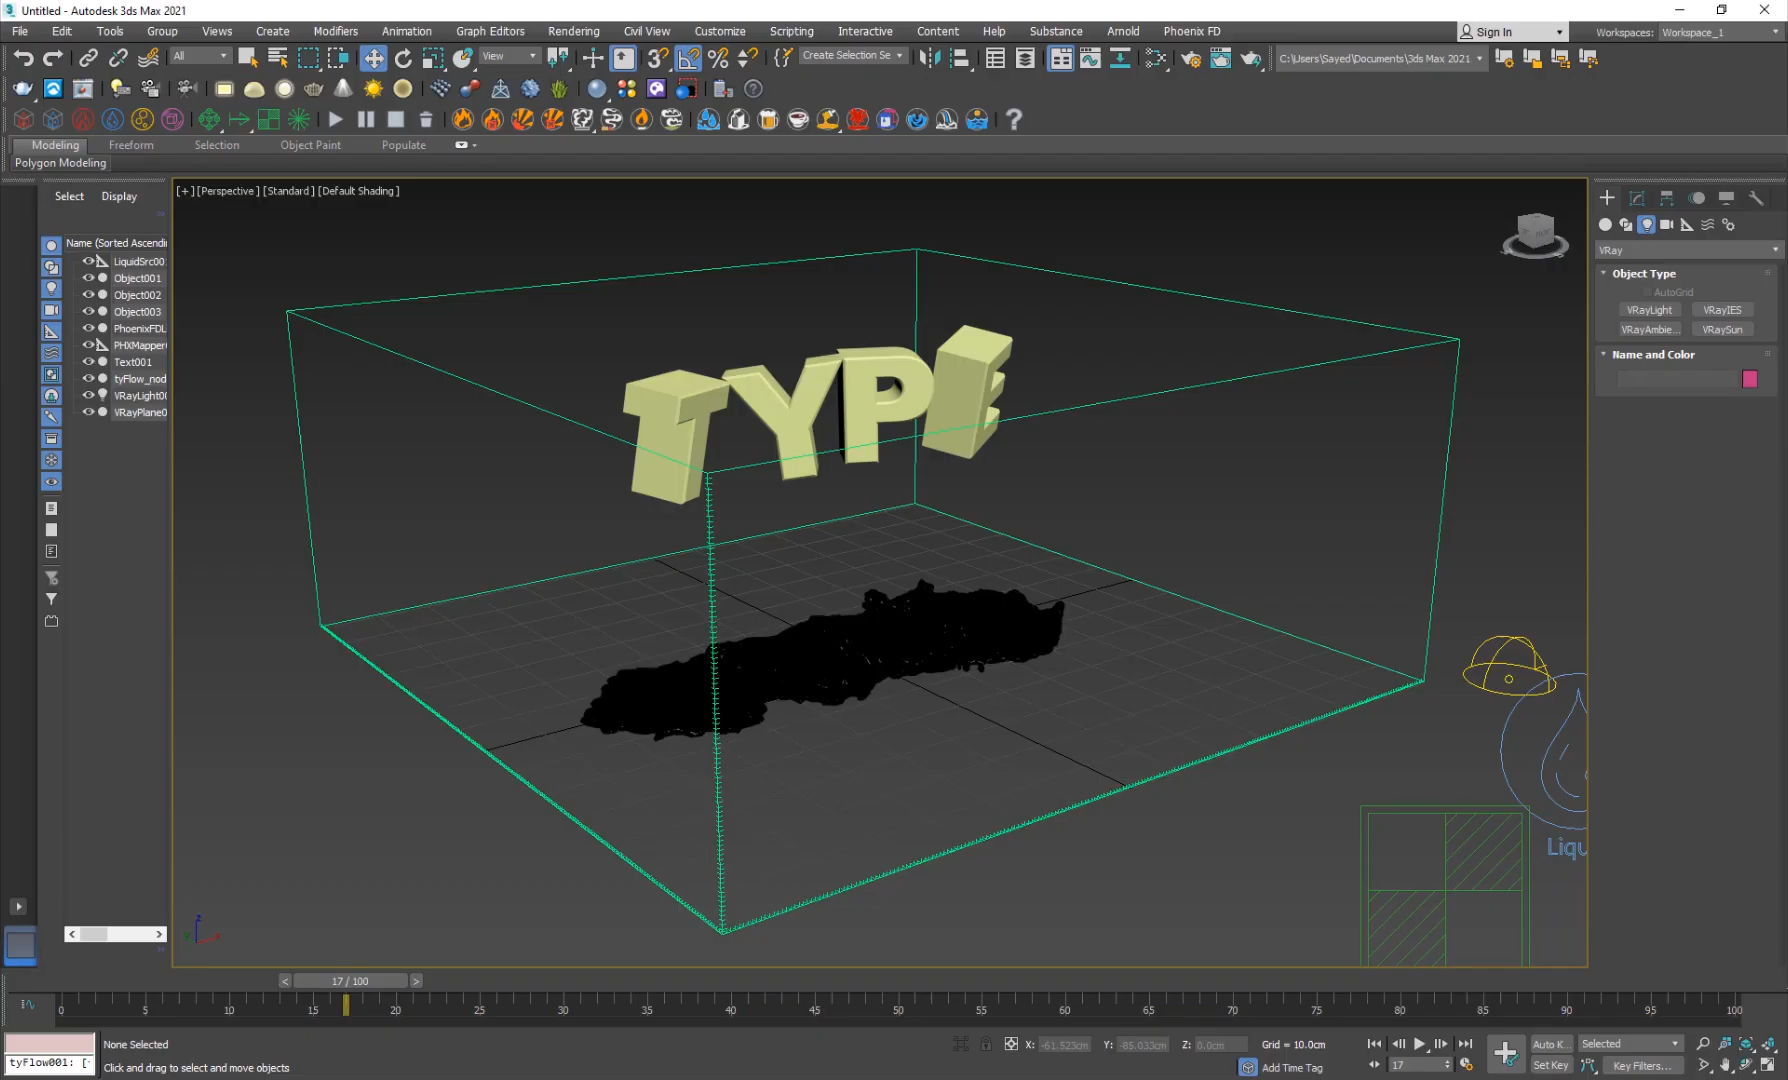 Untitled - Autodesk 3ds Max 2021
File Edit Tools Group Views Create Modifiers Animation Graph Editors Rendering Civil View Customize Scripting Interactive Content Help Substance Arnold Phoenix FD Sign In Workspaces: Workspace_1
All View Create Selection Se C:\Users\Sayed\Documents\3ds Max 2021
Modeling Freeform Selection Object Paint Populate
Polygon Modeling
Select Display
[+] [Perspective] [Standard] [Default Shading]
Name (Sorted Ascendin
LiquidSrc00
Object001
Object002
Object003
PhoenixFDL
PHXMapper
Text001
tyFlow_nod
VRayLight00
VRayPlane0
TYPE
Liqu
VRay
Object Type
AutoGrid
VRayLight VRayIES
VRayAmbie... VRaySun
Name and Color
17 / 100
0 5 10 15 20 25 30 35 40 45 50 55 60 65 70 75 80 85 90 95 100
None Selected X: -61.523cm Y: -85.033cm Z: 0.0cm Grid = 10.0cm Auto K... Selected
tyFlow001: [ Click and drag to select and move objects Add Time Tag 17 Set Key Key Filters...